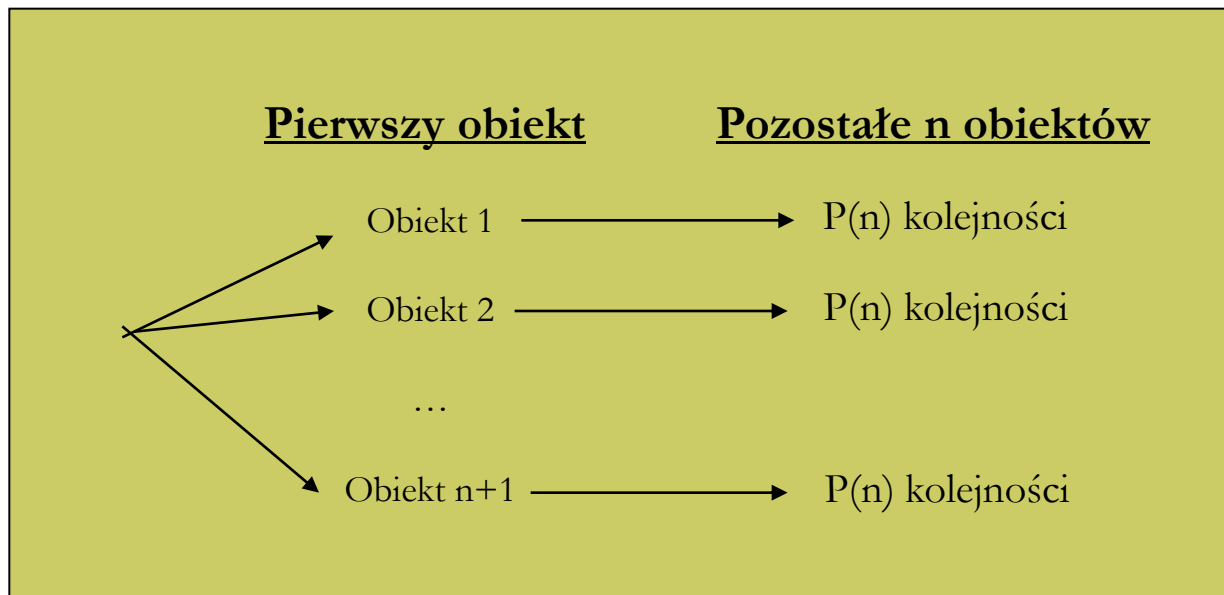 Pierwszy obiekt Pozostałe n obiektów
Obiekt 1 P(n) kolejności
Obiekt 2 P(n) kolejności
…
Obiekt n+1 P(n) kolejności